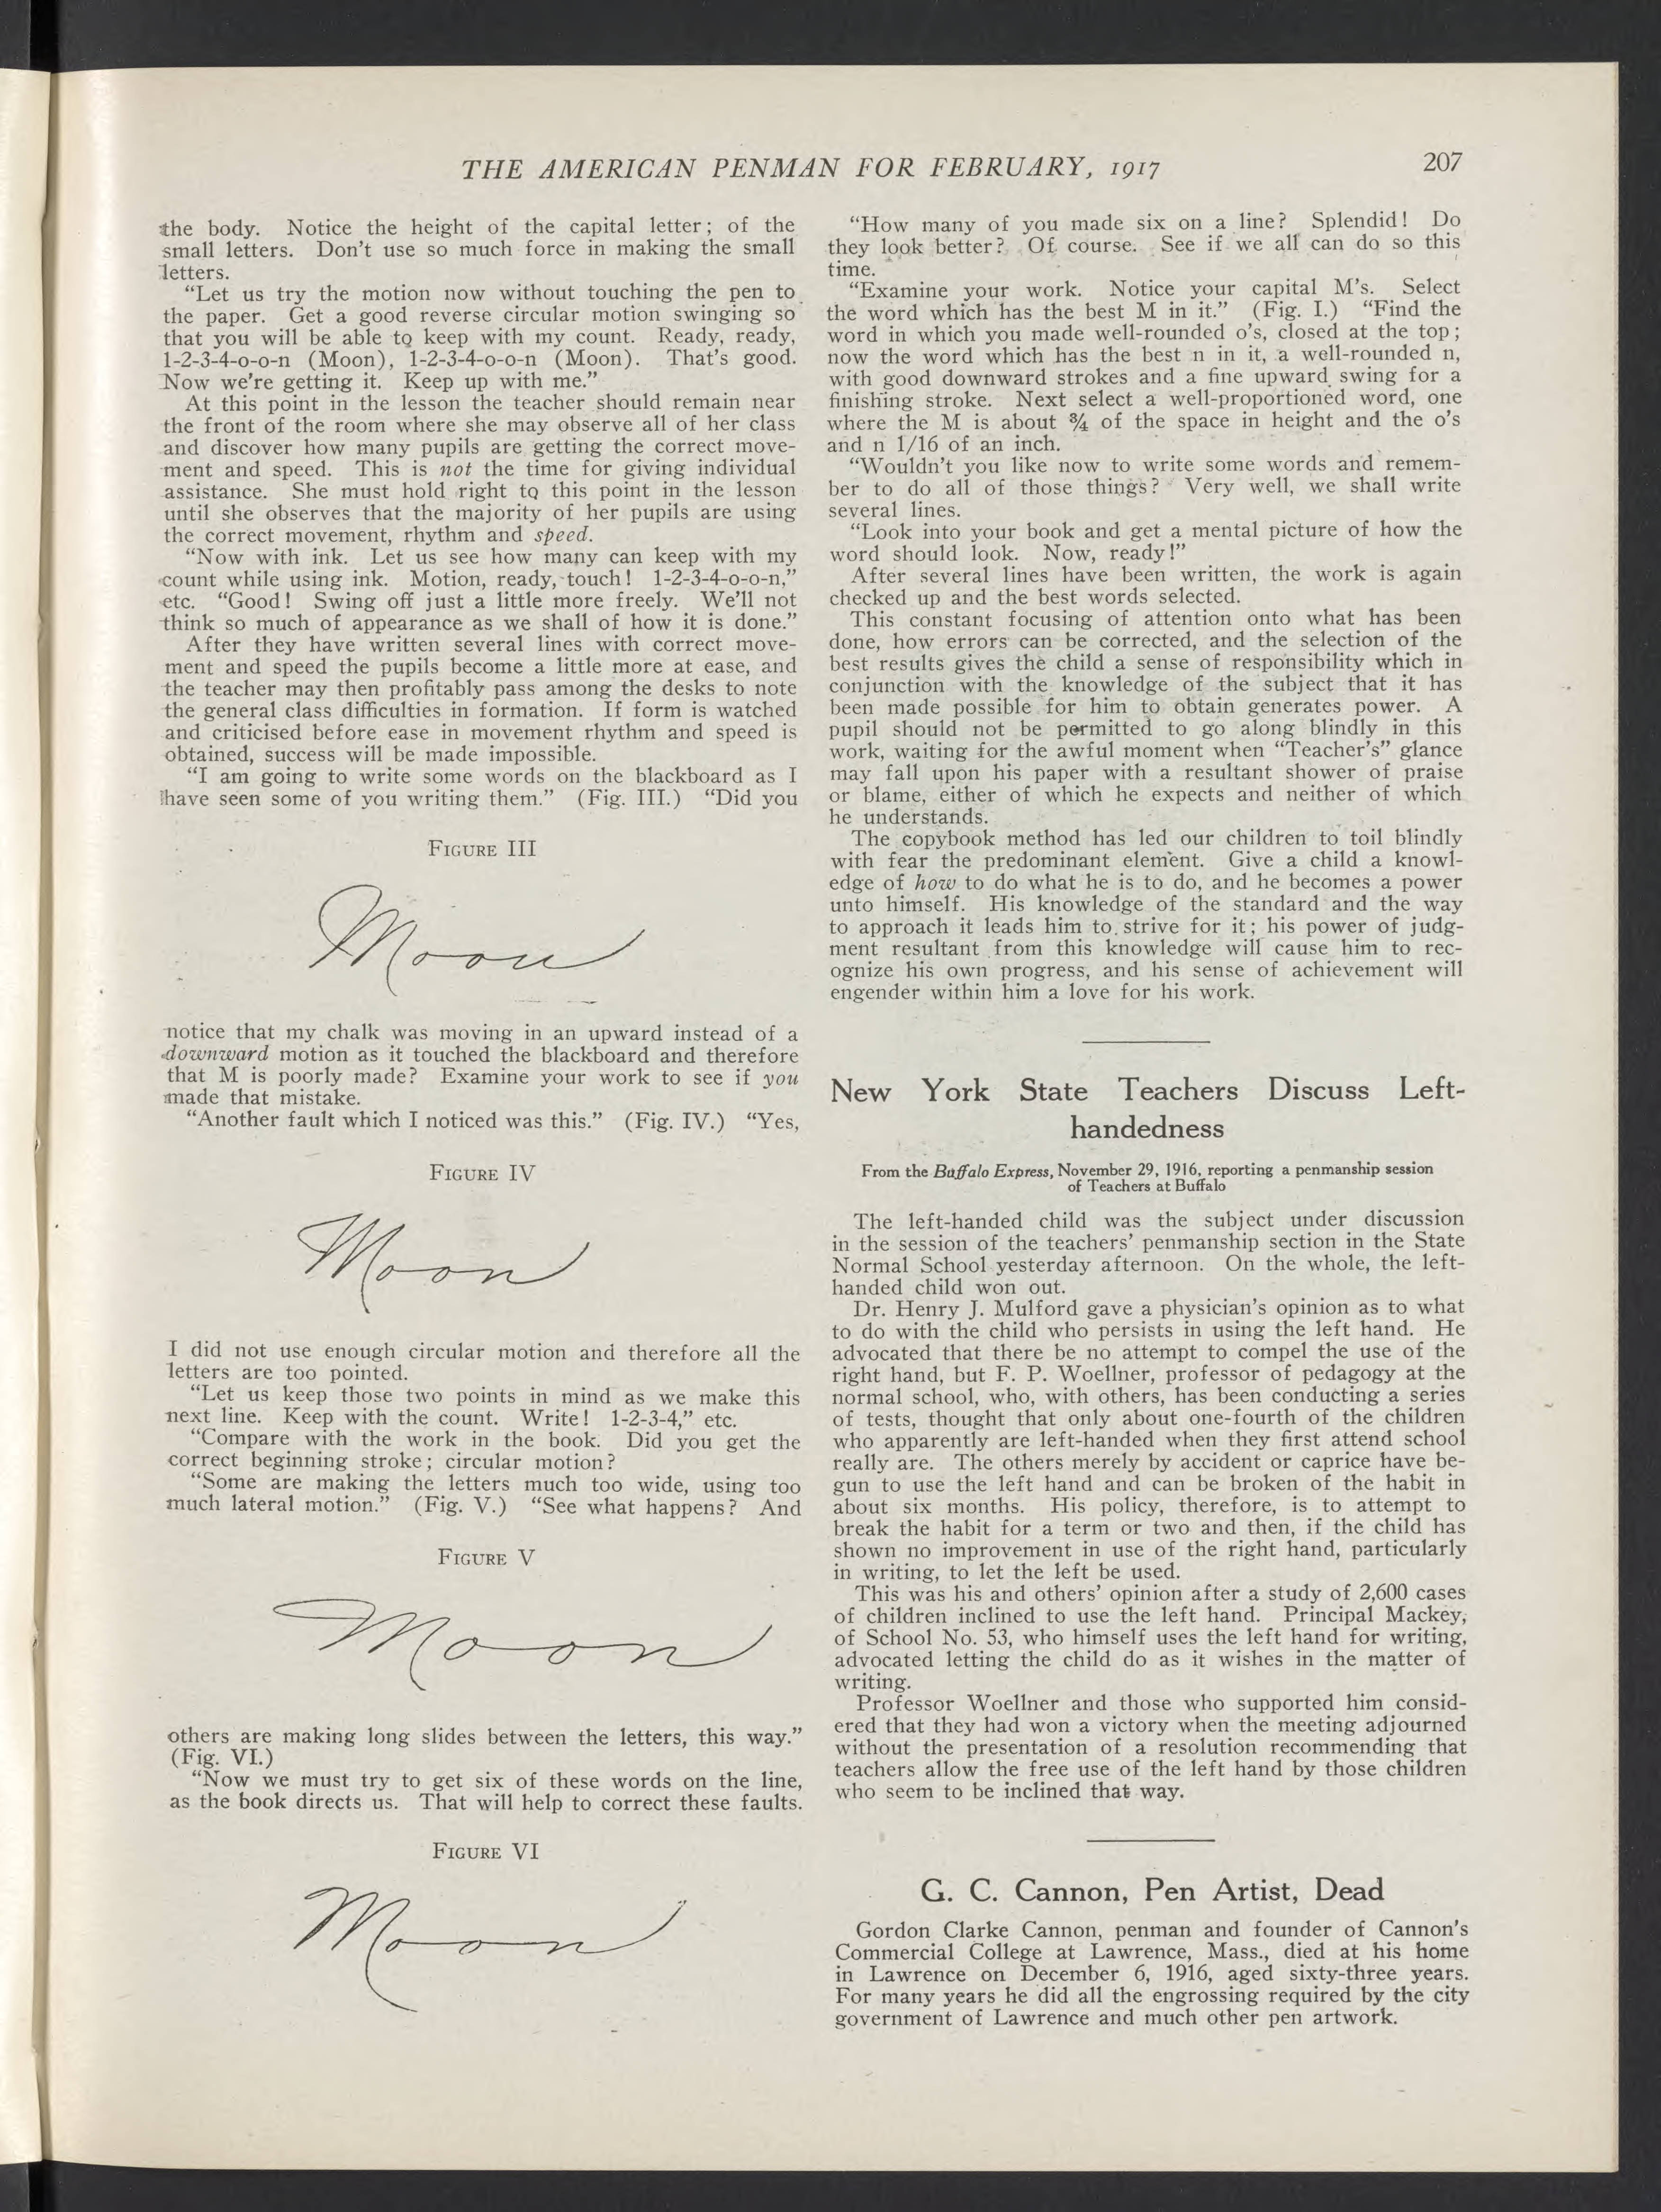 THE AMERICAN PENMAN FOR FEBRUARY, 1917
207
the body. Notice the height of the capital letter; of the
small letters. Don't use so much force in making the small
letters.
"Let us try the motion now without touching the pen to
the paper. Get a good reverse circular motion swinging so
that you will be able to keep with my count. Ready, ready,
1-2-3-4-o-o-n (Moon), 1-2-3-4-o-o-n (Moon). That's good.
Now we're getting it. Keep up with me."
At this point in the lesson the teacher should remain near
the front of the room where she may observe all of her class
and discover how many pupils are getting the correct move-
ment and speed. This is not the time for giving individual
assistance. She must hold right to this point in the lesson
until she observes that the majority of her pupils are using
the correct movement, rhythm and speed.
"Now with ink. Let us see how many can keep with my
count while using ink. Motion, ready, touch! 1-2-3-4-o-o-n,"
etc. "Good! Swing off just a little more freely. We'll not
think so much of appearance as we shall of how it is done."
After they have written several lines with correct move-
ment and speed the pupils become a little more at ease, and
the teacher may then profitably pass among the desks to note
the general class difficulties in formation. If form is watched
and criticised before ease in movement rhythm and speed is
obtained, success will be made impossible.
"I am going to write some words on the blackboard as I
have seen some of you writing them." (Fig. III.) "Did you
FIGURE III
Moon
notice that my chalk was moving in an upward instead of a
downward motion as it touched the blackboard and therefore
that M is poorly made? Examine your work to see if you
made that mistake.
"Another fault which I noticed was this." (Fig. IV.) "Yes,
FIGURE IV
Moon
I did not use enough circular motion and therefore all the
letters are too pointed.
"Let us keep those two points in mind as we make this
next line. Keep with the count. Write! 1-2-3-4," etc.
"Compare with the work in the book. Did you get the
correct beginning stroke; circular motion?
"Some are making the letters much too wide, using too
much lateral motion." (Fig. V.) "See what happens? And
FIGURE V
Moon
others are making long slides between the letters, this way."
(Fig. VI.)
"Now we must try to get six of these words on the line,
as the book directs us. That will help to correct these faults.
FIGURE VI
Moon
"How many of you made six on a line? Splendid! Do
they look better? Of course. See if we all can do so this
time.
"Examine your work. Notice your capital M's. Select
the word which has the best M in it." (Fig. I.) "Find the
word in which you made well-rounded o's, closed at the top;
now the word which has the best n in it, a well-rounded n,
with good downward strokes and a fine upward swing for a
finishing stroke. Next select a well-proportioned word, one
where the M is about ¾ of the space in height and the o's
and n 1/16 of an inch.
"Wouldn't you like now to write some words and remem-
ber to do all of those things? Very well, we shall write
several lines.
"Look into your book and get a mental picture of how the
word should look. Now, ready!"
After several lines have been written, the work is again
checked up and the best words selected.
This constant focusing of attention onto what has been
done, how errors can be corrected, and the selection of the
best results gives the child a sense of responsibility which in
conjunction with the knowledge of the subject that it has
been made possible for him to obtain generates power. A
pupil should not be permitted to go along blindly in this
work, waiting for the awful moment when "Teacher's" glance
may fall upon his paper with a resultant shower of praise
or blame, either of which he expects and neither of which
he understands.
The copybook method has led our children to toil blindly
with fear the predominant element. Give a child a knowl-
edge of how to do what he is to do, and he becomes a power
unto himself. His knowledge of the standard and the way
to approach it leads him to strive for it; his power of judg-
ment resultant from this knowledge will cause him to rec-
ognize his own progress, and his sense of achievement will
engender within him a love for his work.
New York State Teachers Discuss Left-
handedness
From the Buffalo Express, November 29, 1916, reporting a penmanship session
of Teachers at Buffalo
The left-handed child was the subject under discussion
in the session of the teachers' penmanship section in the State
Normal School yesterday afternoon. On the whole, the left-
handed child won out.
Dr. Henry J. Mulford gave a physician's opinion as to what
to do with the child who persists in using the left hand. He
advocated that there be no attempt to compel the use of the
right hand, but F. P. Woellner, professor of pedagogy at the
normal school, who, with others, has been conducting a series
of tests, thought that only about one-fourth of the children
who apparently are left-handed when they first attend school
really are. The others merely by accident or caprice have be-
gun to use the left hand and can be broken of the habit in
about six months. His policy, therefore, is to attempt to
break the habit for a term or two and then, if the child has
shown no improvement in use of the right hand, particularly
in writing, to let the left be used.
This was his and others' opinion after a study of 2,600 cases
of children inclined to use the left hand. Principal Mackey,
of School No. 53, who himself uses the left hand for writing,
advocated letting the child do as it wishes in the matter of
writing.
Professor Woellner and those who supported him consid-
ered that they had won a victory when the meeting adjourned
without the presentation of a resolution recommending that
teachers allow the free use of the left hand by those children
who seem to be inclined that way.
G. C. Cannon, Pen Artist, Dead
Gordon Clarke Cannon, penman and founder of Cannon's
Commercial College at Lawrence, Mass., died at his home
in Lawrence on December 6, 1916, aged sixty-three years.
For many years he did all the engrossing required by the city
government of Lawrence and much other pen artwork.